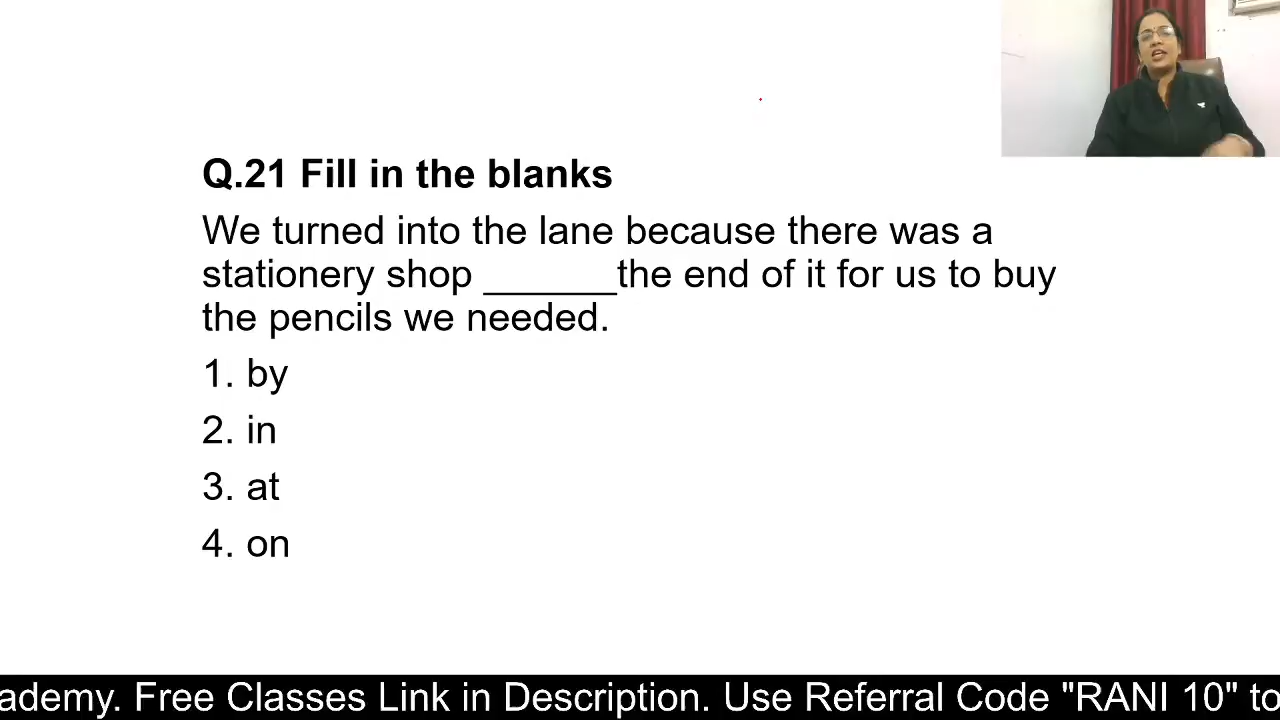 Q.21 Fill in the blanks
We turned into the lane because there was a
stationery shop ______the end of it for us to buy
the pencils we needed.
1. by
2. in
3. at
4. on
ademy. Free Classes Link in Description. Use Referral Code "RANI 10" to